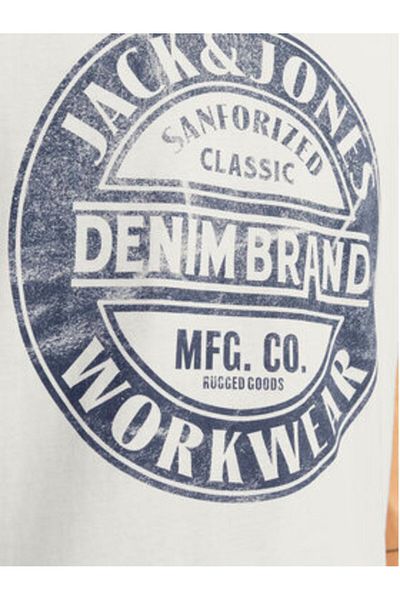 JACK&JONES
SANFORIZED
CLASSIC
DENIM BRAND
MFG. CO.
RUGGED GOODS
WORKWEAR